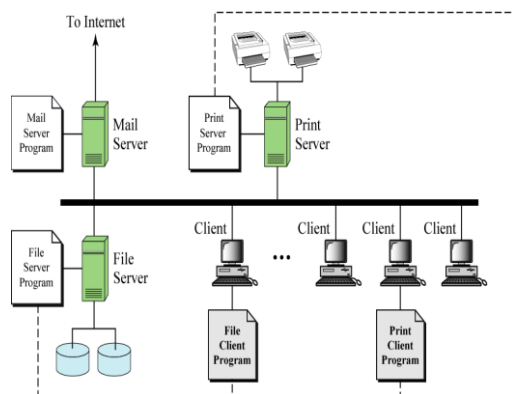 To Internet
Mail
Server
Program
Mail
Server
Print
Server
Program
Print
Server
File
Server
Program
File
Server
Client
Client
Client
Client
File
Client
Program
Print
Client
Program